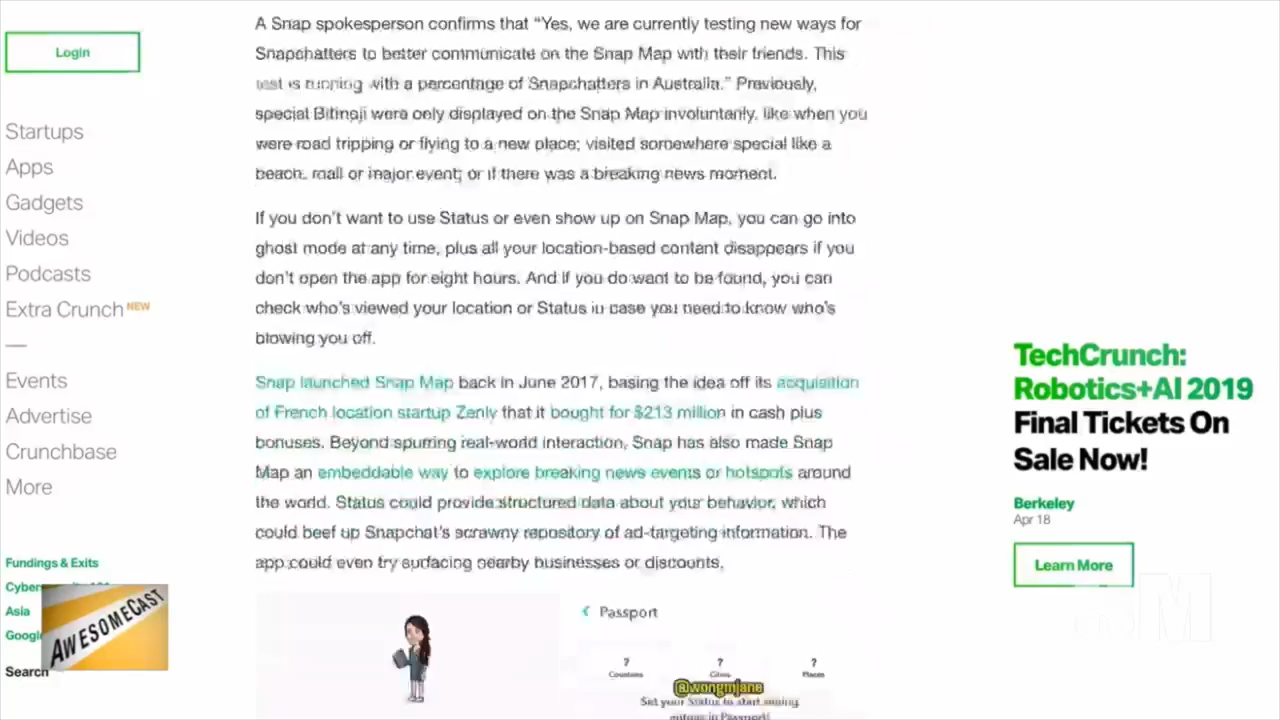 Login
Startups
Apps
Gadgets
Videos
Podcasts
Extra Crunch NEW
Events
Advertise
Crunchbase
More
Fundings & Exits
Asia
Search
AWESOMECAST
A Snap spokesperson confirms that “Yes, we are currently testing new ways for
Snapchatters to better communicate on the Snap Map with their friends. This
test is running with a percentage of Snapchatters in Australia.” Previously,
special Bitmoji were only displayed on the Snap Map involuntarily, like when you
were road tripping or flying to a new place; visited somewhere special like a
beach, mall or major event; or if there was a breaking news moment.
If you don’t want to use Status or even show up on Snap Map, you can go into
ghost mode at any time, plus all your location-based content disappears if you
don’t open the app for eight hours. And if you do want to be found, you can
check who’s viewed your location or Status in case you need to know who’s
blowing you off.
Snap launched Snap Map back in June 2017, basing the idea off its acquisition
of French location startup Zenly that it bought for $213 million in cash plus
bonuses. Beyond spurring real-world interaction, Snap has also made Snap
Map an embeddable way to explore breaking news events or hotspots around
the world. Status could provide structured data about your behavior, which
could beef up Snapchat’s scrawny repository of ad-targeting information. The
app could even try surfacing nearby businesses or discounts.
Passport
? ? ?
Countries Cities Places
@wongmjane
Set your Status to start saving
in Passport!
TechCrunch:
Robotics+AI 2019
Final Tickets On
Sale Now!
Berkeley
Apr 18
Learn More
M